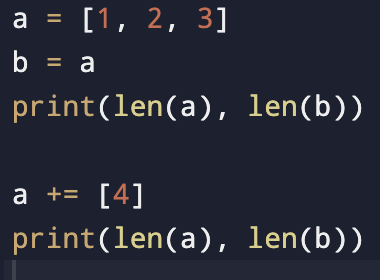 a = [1, 2, 3]
b = a
print(len(a), len(b))
a += [4]
print(len(a), len(b))